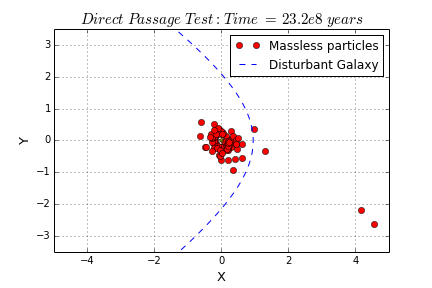 Direct Passage Test: Time = 23.2e8 years
Massless particles
Disturbant Galaxy
3
2
1
0
−1
−2
−3
Y
−4 −2 0 2 4
X